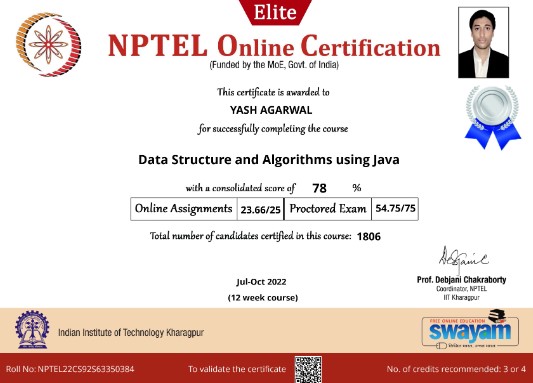 Elite
NPTEL Online Certification
(Funded by the MoE, Govt. of India)
This certificate is awarded to
YASH AGARWAL
for successfully completing the course
Data Structure and Algorithms using Java
with a consolidated score of 78 %
Online Assignments 23.66/25 Proctored Exam 54.75/75
Total number of candidates certified in this course: 1806
Jul-Oct 2022
(12 week course)
Prof. Debjani Chakraborty
Coordinator, NPTEL
IIT Kharagpur
Indian Institute of Technology Kharagpur
FREE ONLINE EDUCATION
swayam
Roll No: NPTEL22CS92S63350384
To validate the certificate
No. of credits recommended: 3 or 4